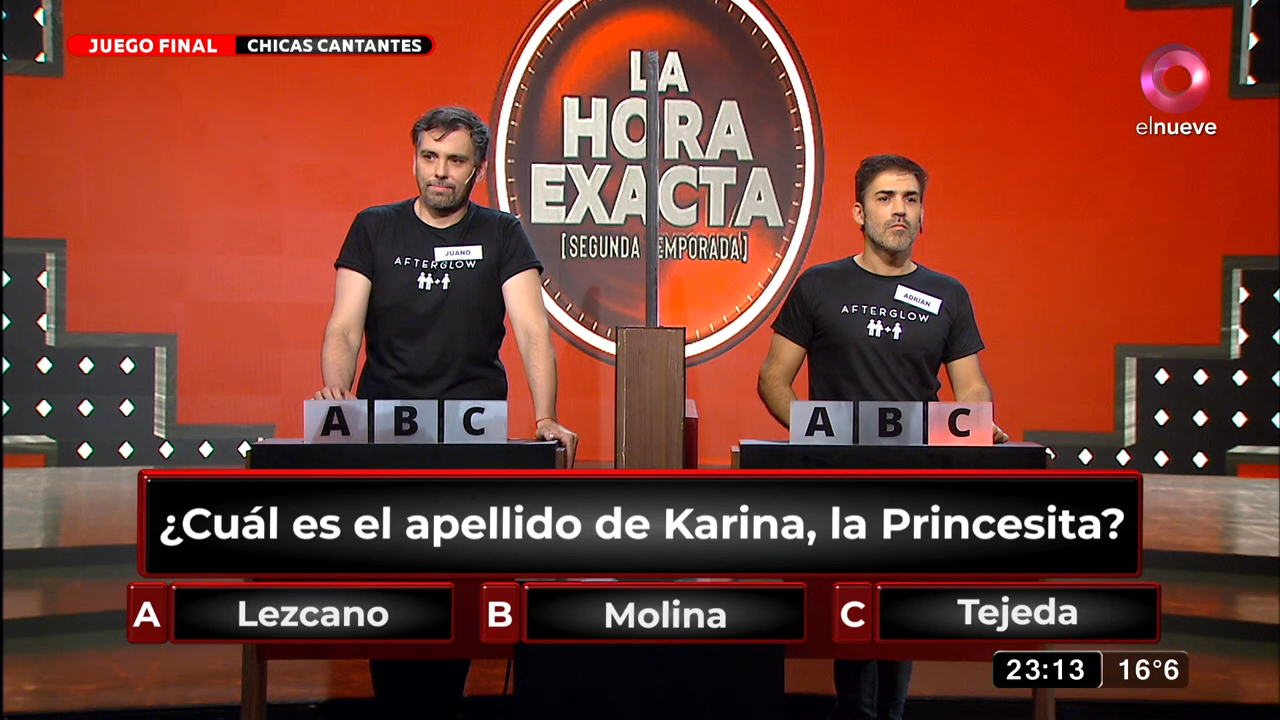 JUEGO FINAL CHICAS CANTANTES
elnueve
LA
HORA
EXACTA
[SEGUNDA TEMPORADA]
JUANO
AFTERGLOW
ADRIÁN
AFTERGLOW
A B C
A B C
¿Cuál es el apellido de Karina, la Princesita?
A Lezcano
B Molina
C Tejeda
23:13 16°6